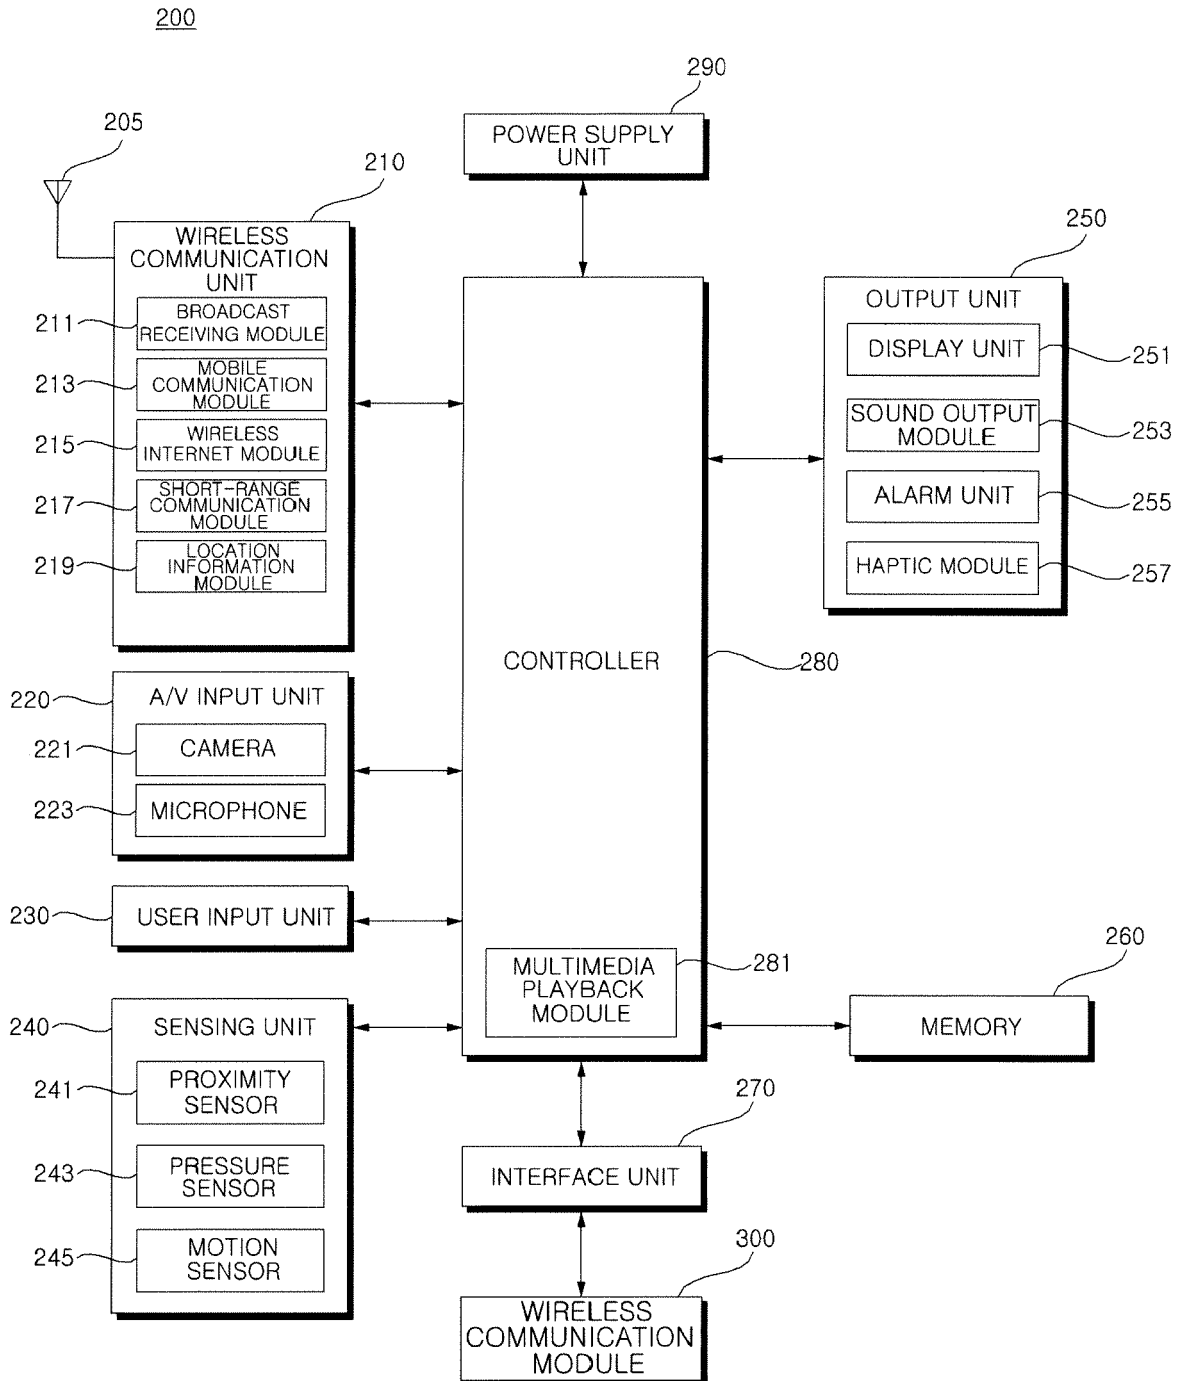 200
290
POWER SUPPLY
UNIT
205
210
WIRELESS
COMMUNICATION
UNIT
211
BROADCAST
RECEIVING MODULE
213
MOBILE
COMMUNICATION
MODULE
215
WIRELESS
INTERNET MODULE
217
SHORT-RANGE
COMMUNICATION
MODULE
219
LOCATION
INFORMATION
MODULE
220
A/V INPUT UNIT
221
CAMERA
223
MICROPHONE
230
USER INPUT UNIT
240
SENSING UNIT
241
PROXIMITY
SENSOR
243
PRESSURE
SENSOR
245
MOTION
SENSOR
CONTROLLER
280
MULTIMEDIA
PLAYBACK
MODULE
281
250
OUTPUT UNIT
DISPLAY UNIT
251
SOUND OUTPUT
MODULE
253
ALARM UNIT
255
HAPTIC MODULE
257
260
MEMORY
270
INTERFACE UNIT
300
WIRELESS
COMMUNICATION
MODULE